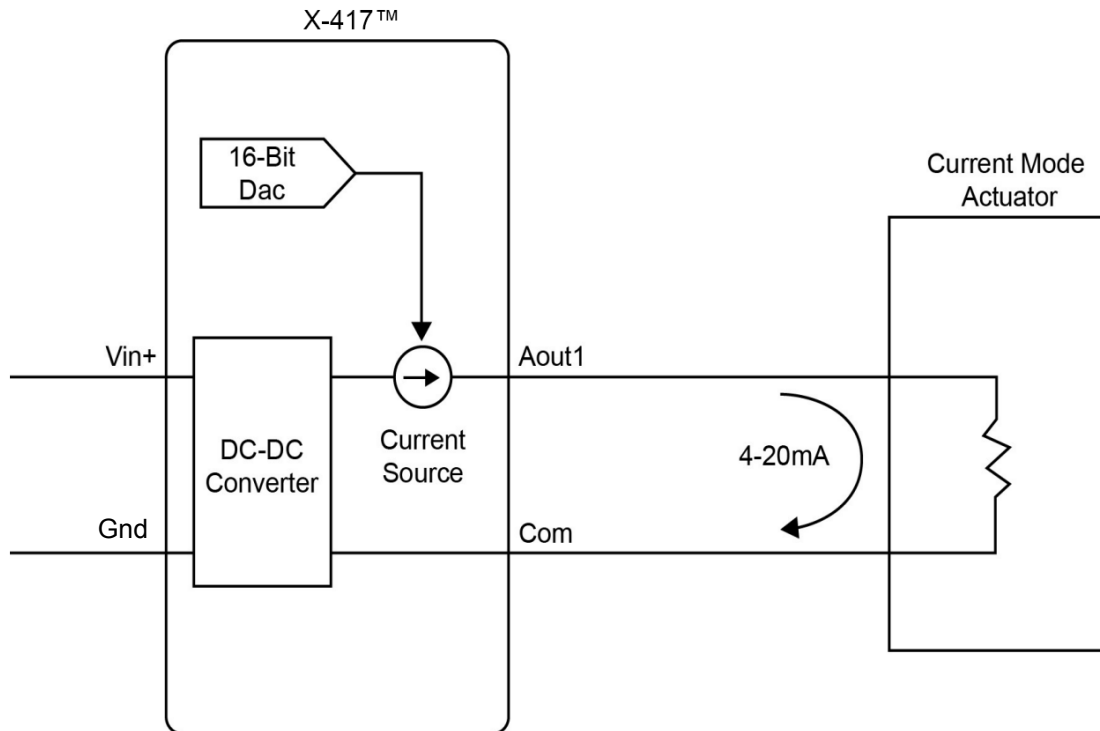 X-417™
16-Bit
Dac
Current Mode
Actuator
Vin+
Aout1
DC-DC
Converter
Current
Source
4-20mA
Gnd
Com